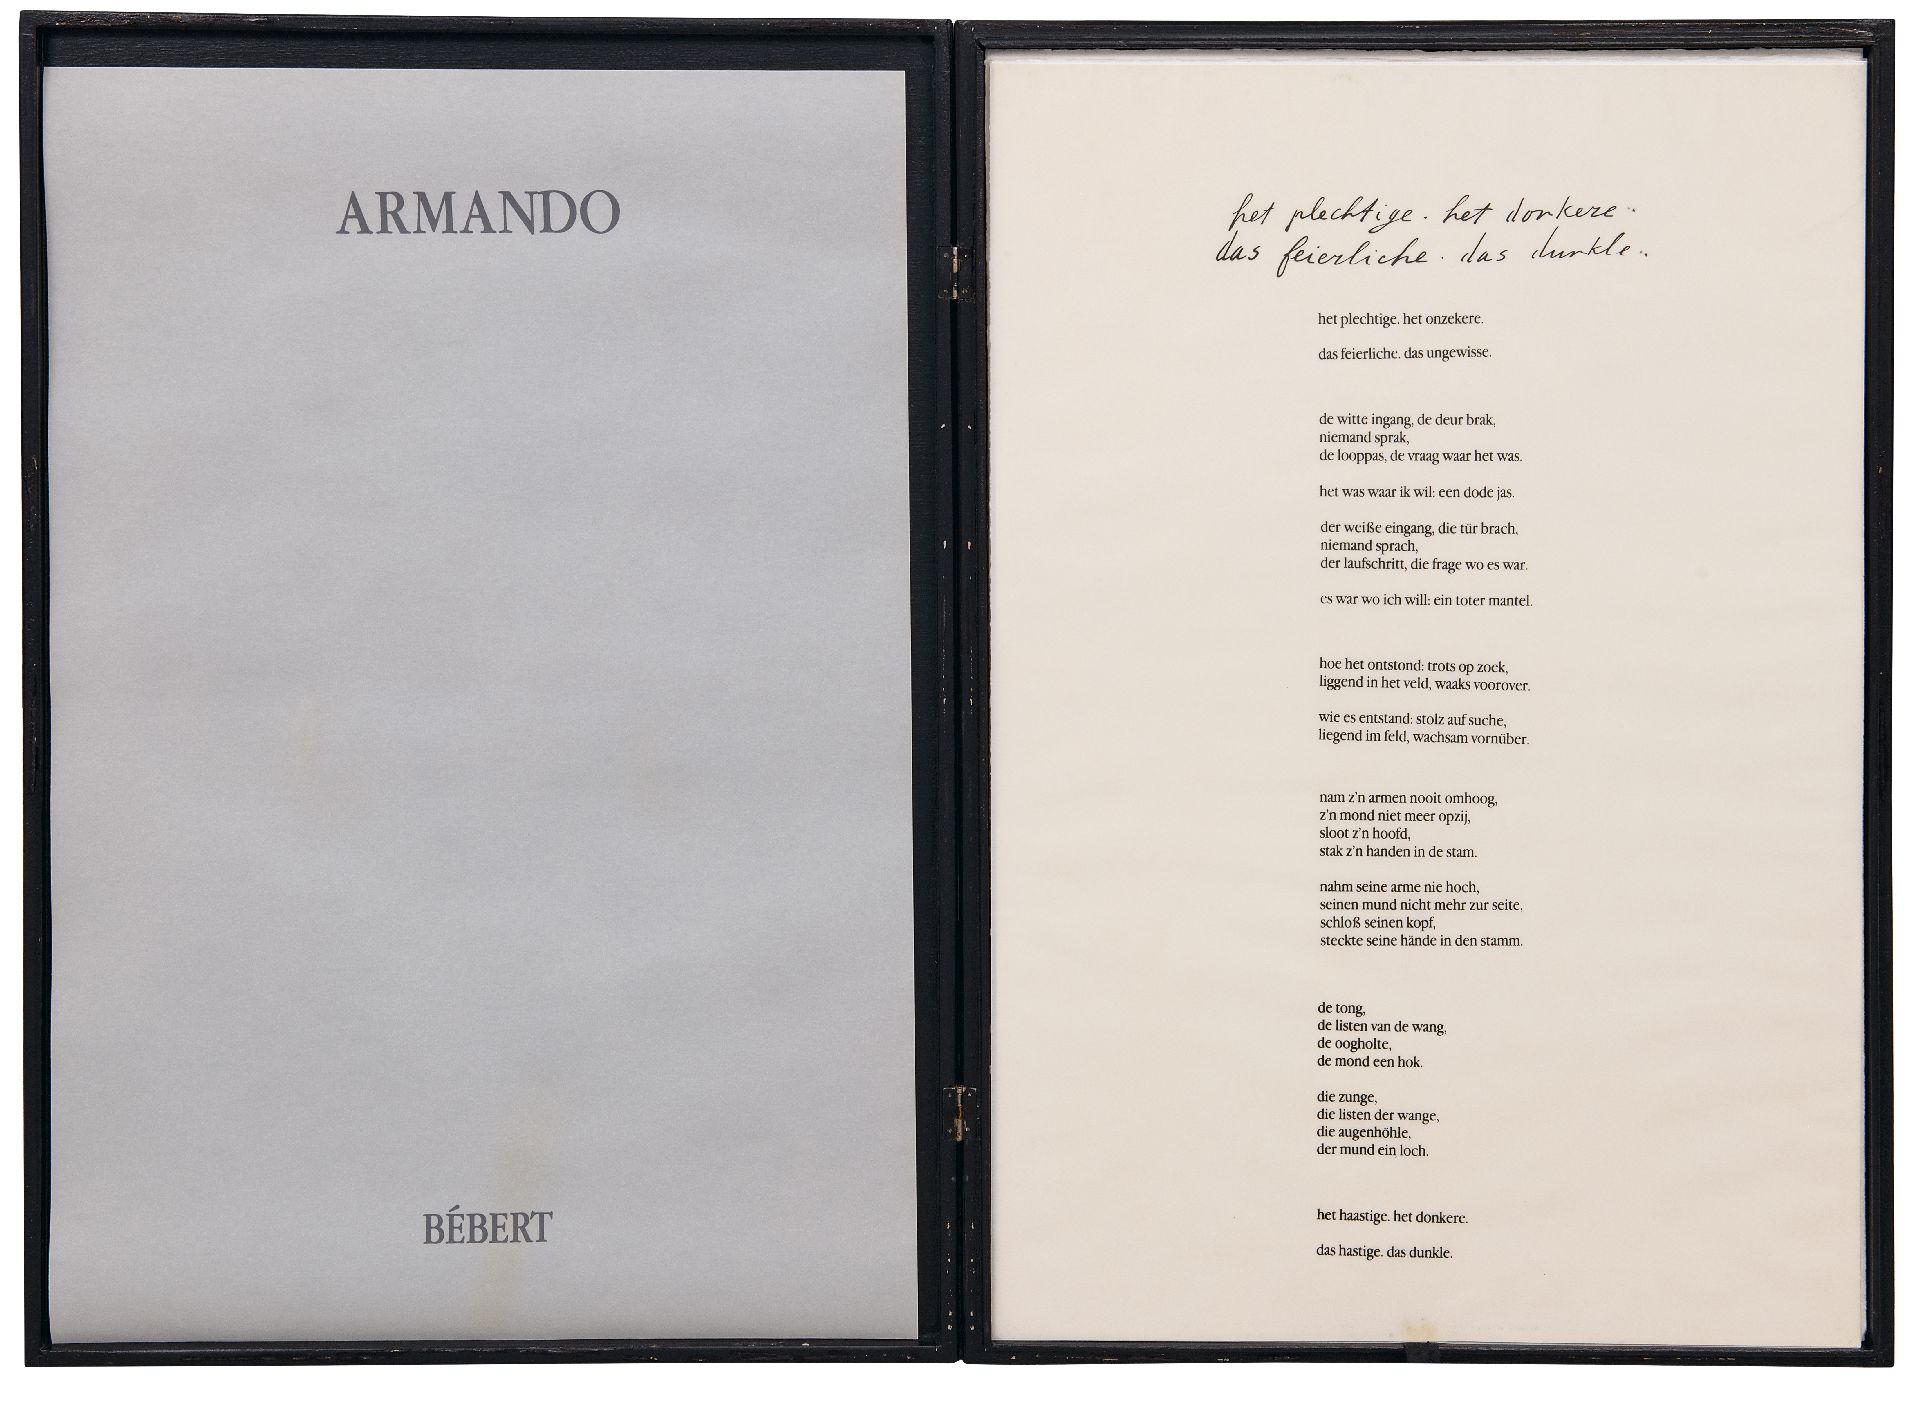 ARMANDO
BÉBERT
het plechtige. het donkere..
das feierliche. das dunkle..
het plechtige. het onzekere.
das feierliche. das ungewisse.
de witte ingang, de deur brak,
niemand sprak,
de looppas, de vraag waar het was.
het was waar ik wil: een dode jas.
der weiße eingang, die tür brach,
niemand sprach,
der laufschritt, die frage wo es war.
es war wo ich will: ein toter mantel.
hoe het ontstond: trots op zoek,
liggend in het veld, waaks voorover.
wie es entstand: stolz auf suche,
liegend im feld, wachsam vornüber.
nam z'n armen nooit omhoog,
z'n mond niet meer opzij,
sloot z'n hoofd,
stak z'n handen in de stam.
nahm seine arme nie hoch,
seinen mund nicht mehr zur seite,
schloß seinen kopf,
steckte seine hände in den stamm.
de tong,
de listen van de wang,
de oogholte,
de mond een hok.
die zunge,
die listen der wange,
die augenhöhle,
der mund ein loch.
het haastige. het donkere.
das hastige. das dunkle.